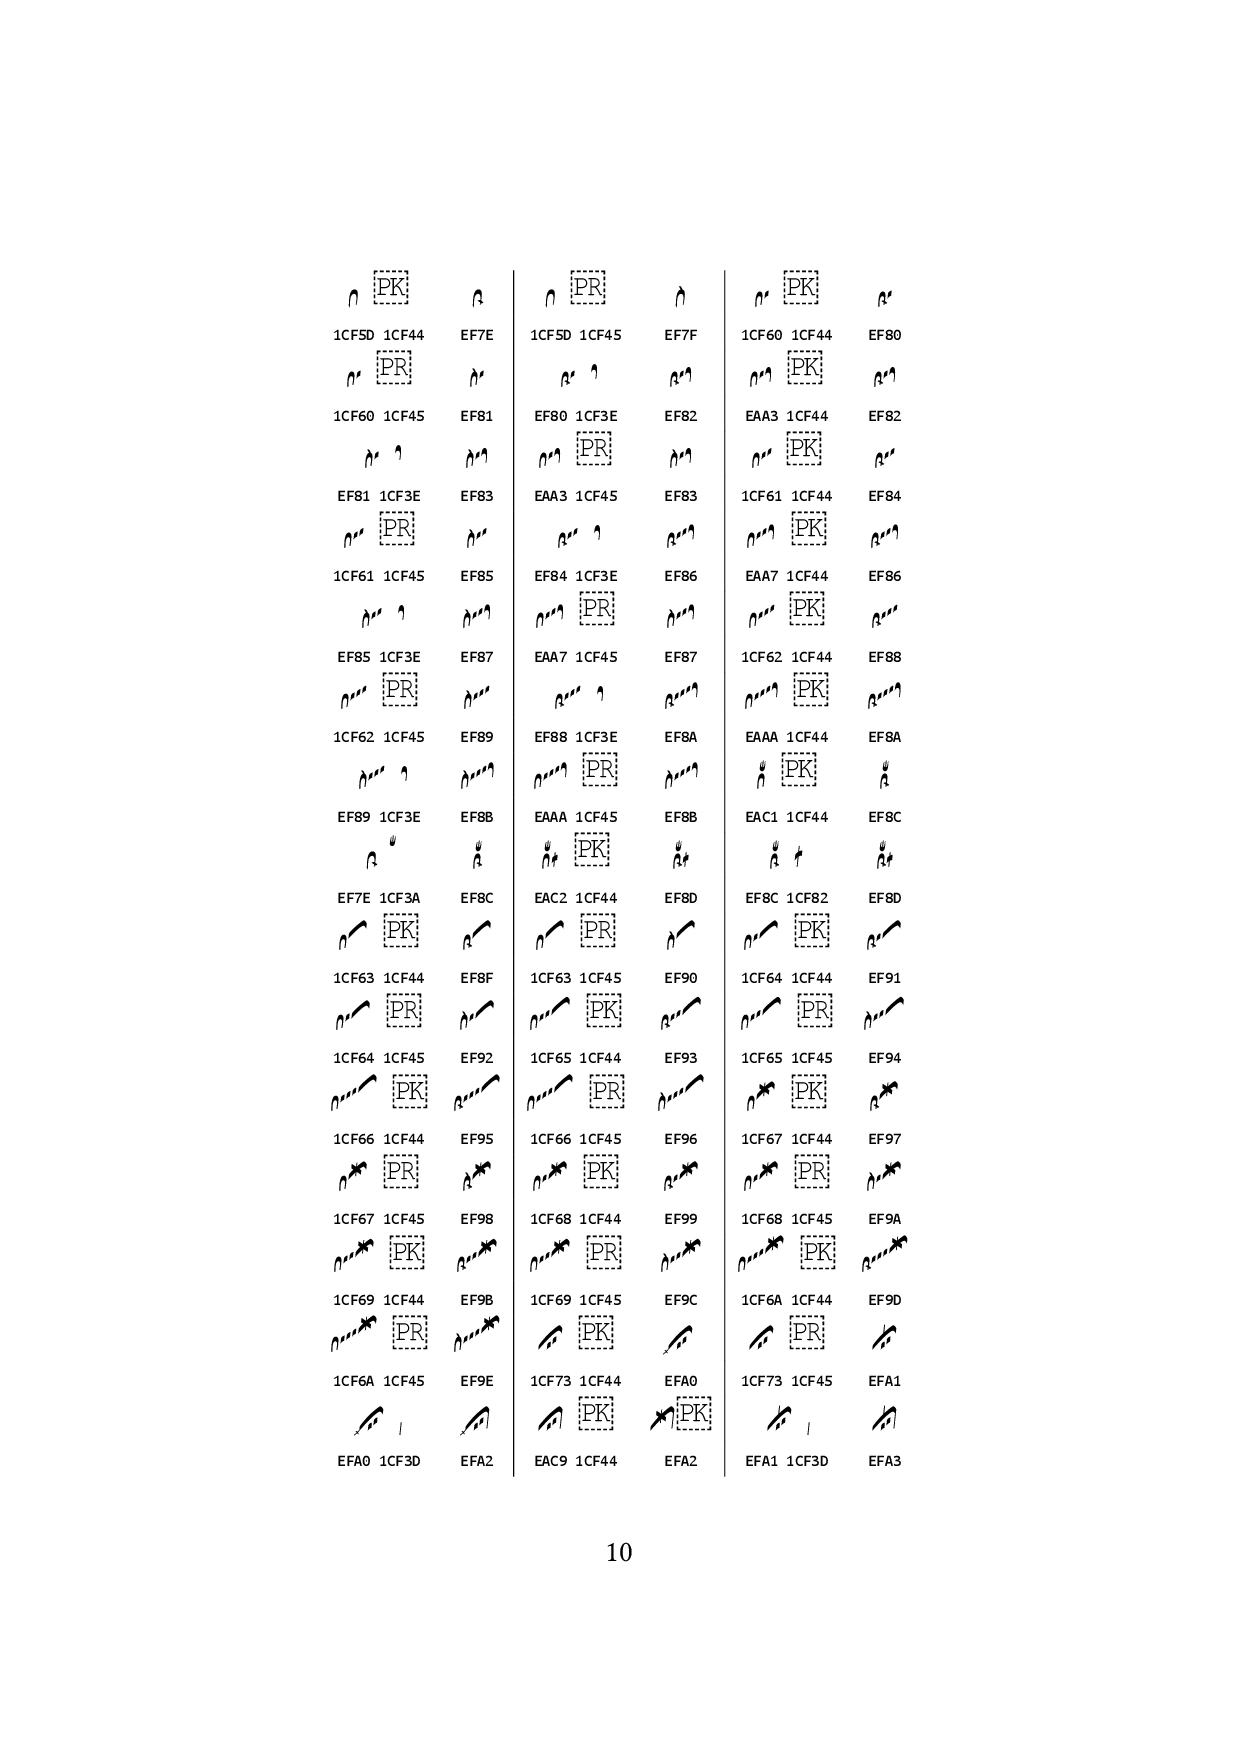 PK PR PK
1CF5D 1CF44 EF7E 1CF5D 1CF45 EF7F 1CF60 1CF44 EF80
PR PK
1CF60 1CF45 EF81 EF80 1CF3E EF82 EAA3 1CF44 EF82
PR PK
EF81 1CF3E EF83 EAA3 1CF45 EF83 1CF61 1CF44 EF84
PR PK
1CF61 1CF45 EF85 EF84 1CF3E EF86 EAA7 1CF44 EF86
PR PK
EF85 1CF3E EF87 EAA7 1CF45 EF87 1CF62 1CF44 EF88
PR PK
1CF62 1CF45 EF89 EF88 1CF3E EF8A EAAA 1CF44 EF8A
PR PK
EF89 1CF3E EF8B EAAA 1CF45 EF8B EAC1 1CF44 EF8C
PK
EF7E 1CF3A EF8C EAC2 1CF44 EF8D EF8C 1CF82 EF8D
PK PR PK
1CF63 1CF44 EF8F 1CF63 1CF45 EF90 1CF64 1CF44 EF91
PR PK PR
1CF64 1CF45 EF92 1CF65 1CF44 EF93 1CF65 1CF45 EF94
PK PR PK
1CF66 1CF44 EF95 1CF66 1CF45 EF96 1CF67 1CF44 EF97
PR PK PR
1CF67 1CF45 EF98 1CF68 1CF44 EF99 1CF68 1CF45 EF9A
PK PR PK
1CF69 1CF44 EF9B 1CF69 1CF45 EF9C 1CF6A 1CF44 EF9D
PR PK PR
1CF6A 1CF45 EF9E 1CF73 1CF44 EFA0 1CF73 1CF45 EFA1
PK PK
EFA0 1CF3D EFA2 EAC9 1CF44 EFA2 EFA1 1CF3D EFA3
10